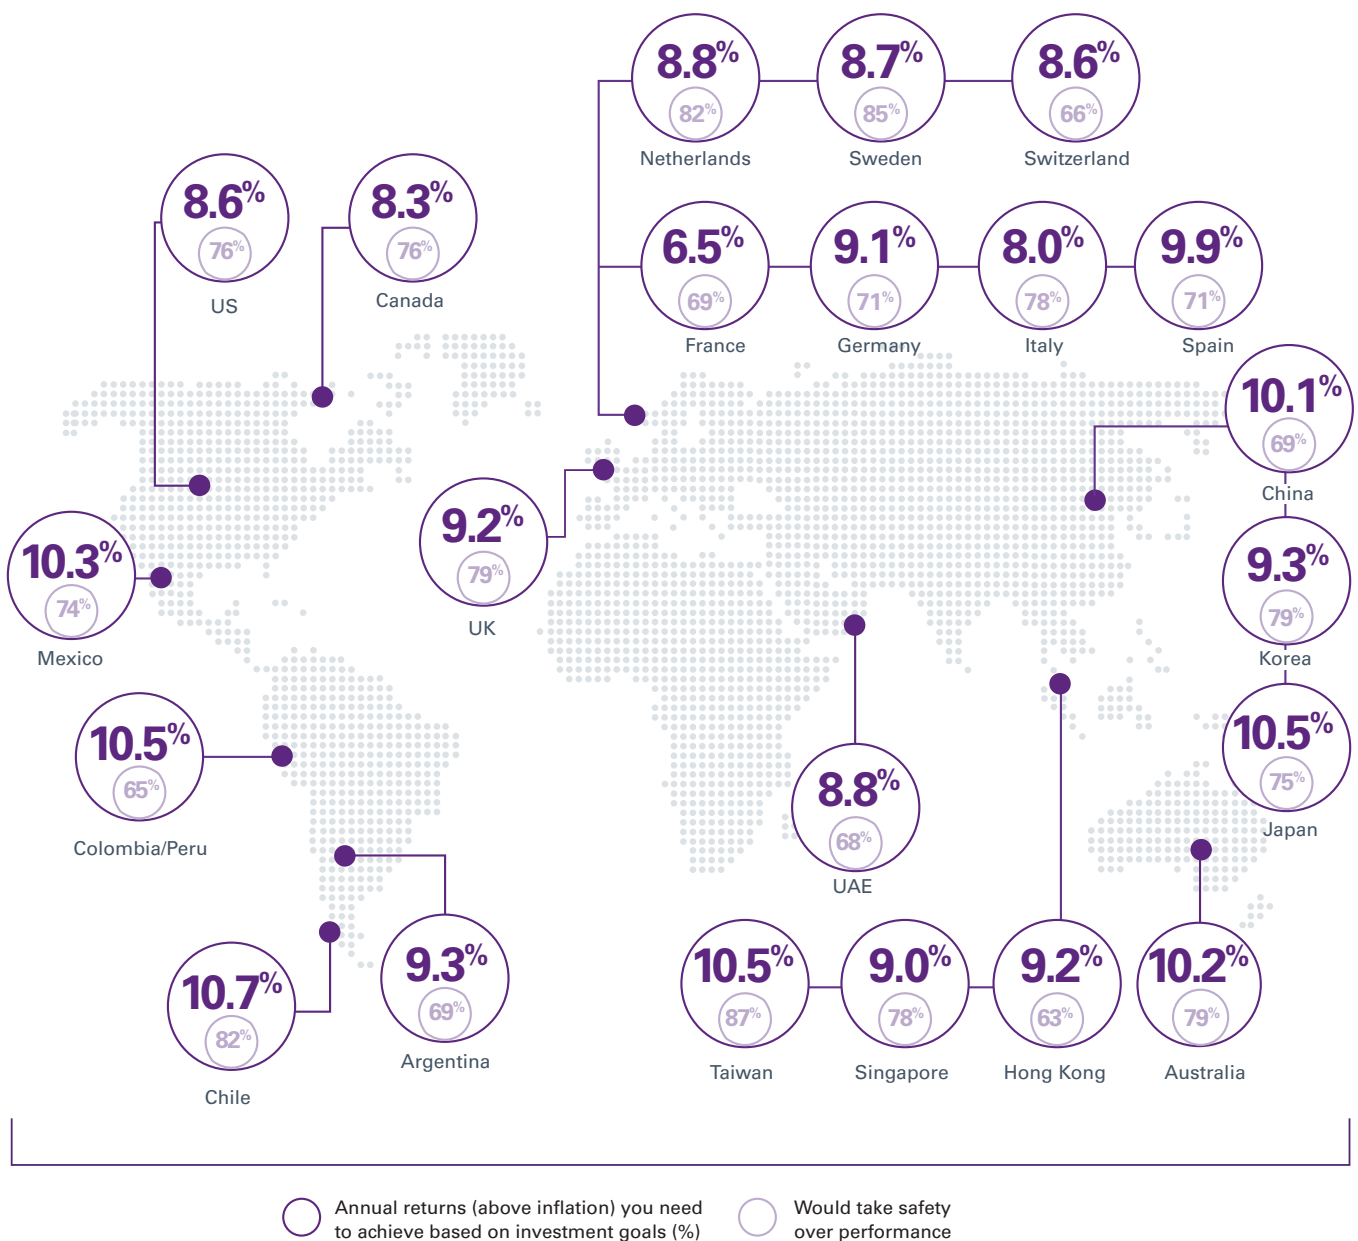 8.8%
82%
Netherlands
8.7%
85%
Sweden
8.6%
66%
Switzerland
8.6%
76%
US
8.3%
76%
Canada
6.5%
69%
France
9.1%
71%
Germany
8.0%
78%
Italy
9.9%
71%
Spain
10.1%
69%
China
9.2%
79%
UK
10.3%
74%
Mexico
9.3%
79%
Korea
10.5%
65%
Colombia/Peru
10.5%
75%
Japan
8.8%
68%
UAE
10.7%
82%
Chile
9.3%
69%
Argentina
10.5%
87%
Taiwan
9.0%
78%
Singapore
9.2%
63%
Hong Kong
10.2%
79%
Australia
Annual returns (above inflation) you need
to achieve based on investment goals (%)
Would take safety
over performance